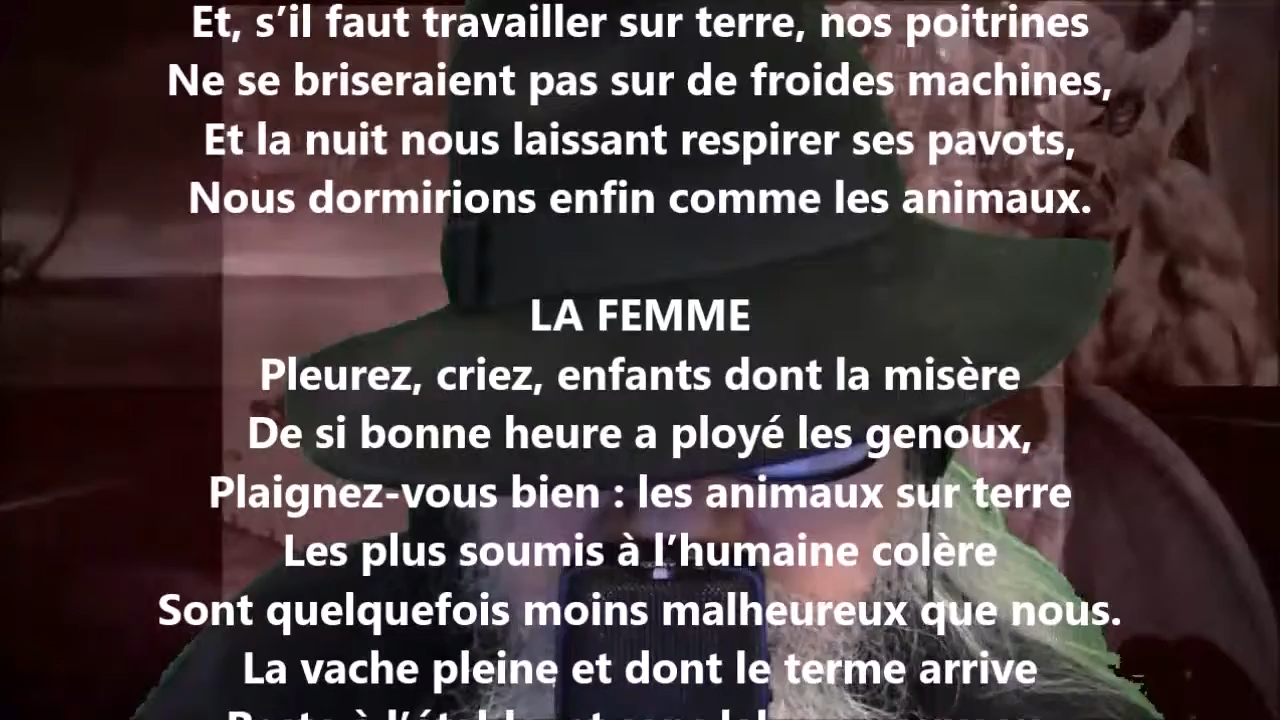 Et, s’il faut travailler sur terre, nos poitrines
Ne se briseraient pas sur de froides machines,
Et la nuit nous laissant respirer ses pavots,
Nous dormirions enfin comme les animaux.
LA FEMME
Pleurez, criez, enfants dont la misère
De si bonne heure a ployé les genoux,
Plaignez-vous bien : les animaux sur terre
Les plus soumis à l’humaine colère
Sont quelquefois moins malheureux que nous.
La vache pleine et dont le terme arrive